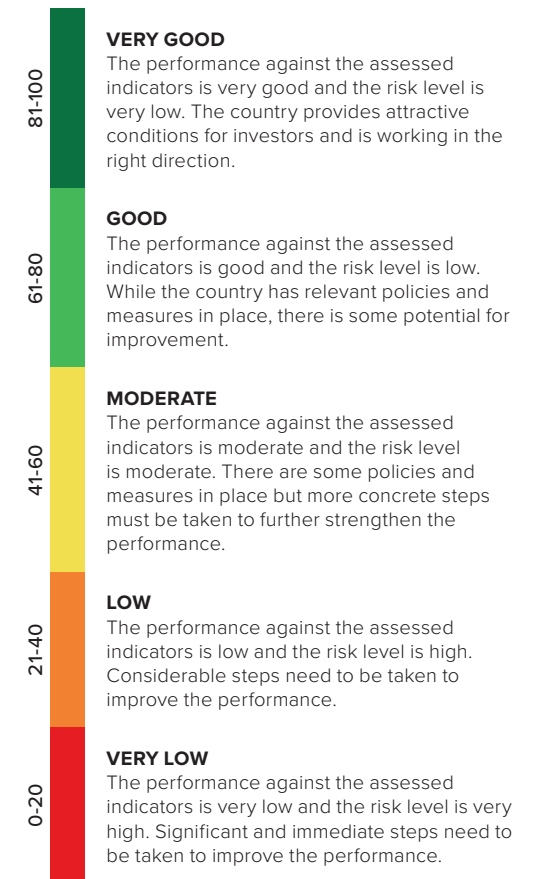 81-100
VERY GOOD
The performance against the assessed
indicators is very good and the risk level is
very low. The country provides attractive
conditions for investors and is working in the
right direction.
61-80
GOOD
The performance against the assessed
indicators is good and the risk level is low.
While the country has relevant policies and
measures in place, there is some potential for
improvement.
41-60
MODERATE
The performance against the assessed
indicators is moderate and the risk level
is moderate. There are some policies and
measures in place but more concrete steps
must be taken to further strengthen the
performance.
21-40
LOW
The performance against the assessed
indicators is low and the risk level is high.
Considerable steps need to be taken to
improve the performance.
0-20
VERY LOW
The performance against the assessed
indicators is very low and the risk level is very
high. Significant and immediate steps need to
be taken to improve the performance.